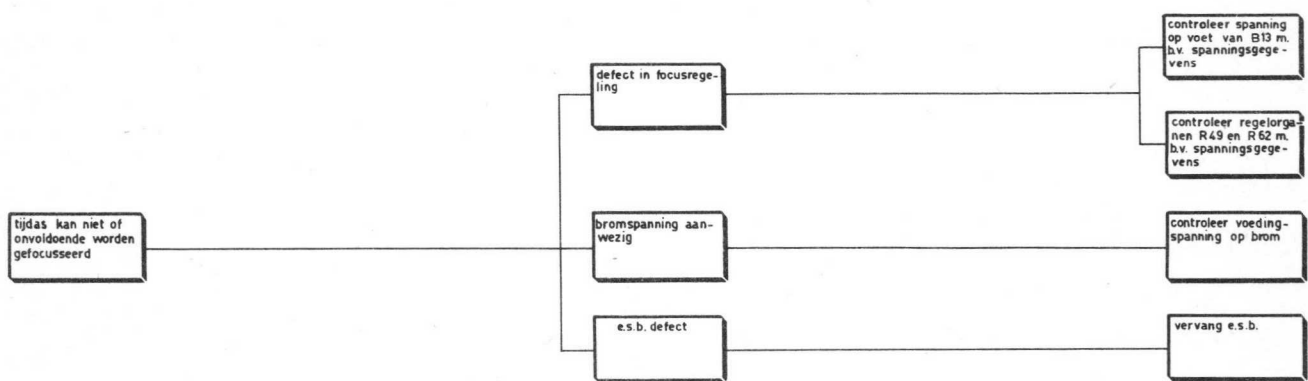 tijdas kan niet of
onvoldoende worden
gefocusseerd
defect in focusrege-
ling
bromspanning aan-
wezig
e.s.b. defect
controleer spanning
op voet van B13 m.
b.v. spanningsgege-
vens
controleer regelorga-
nen R49 en R62 m.
b.v. spanningsgege-
vens
controleer voeding-
spanning op brom
vervang e.s.b.